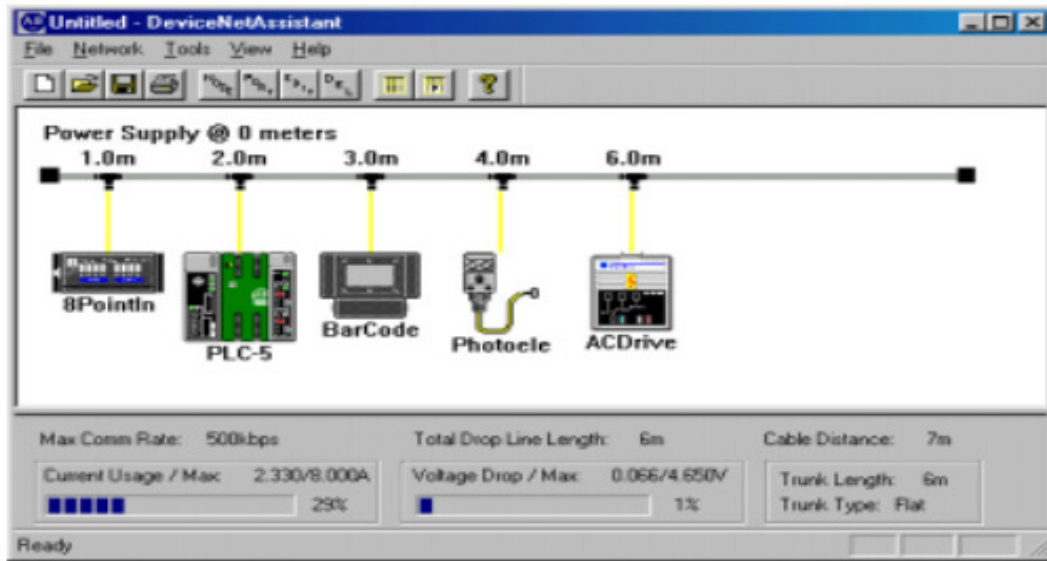 Untitled - DeviceNetAssistant
File Network Tools View Help
Power Supply @ 0 meters
1.0m 2.0m 3.0m 4.0m 6.0m
8PointIn
PLC-5
BarCode
Photocle
ACDrive
Max Comm Rate: 500kbps
Total Drop Line Length: 6m
Cable Distance: 7m
Current Usage / Max: 2.330/8.000A
29%
Voltage Drop / Max: 0.066/4.650V
1%
Trunk Length: 6m
Trunk Type: Flat
Ready